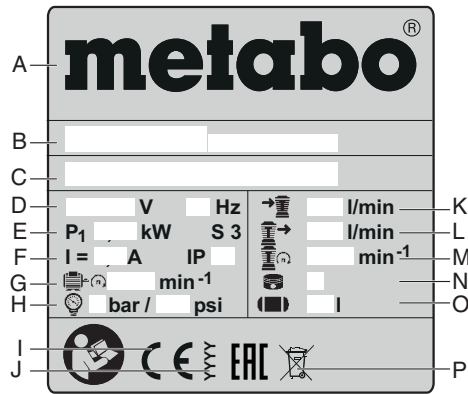 A metabo ®
B
C
D V Hz l/min K
E P1 kW S 3 l/min L
F I = A IP min-1 M
G min-1 N
H bar / psi l O
I
J CE EAC P